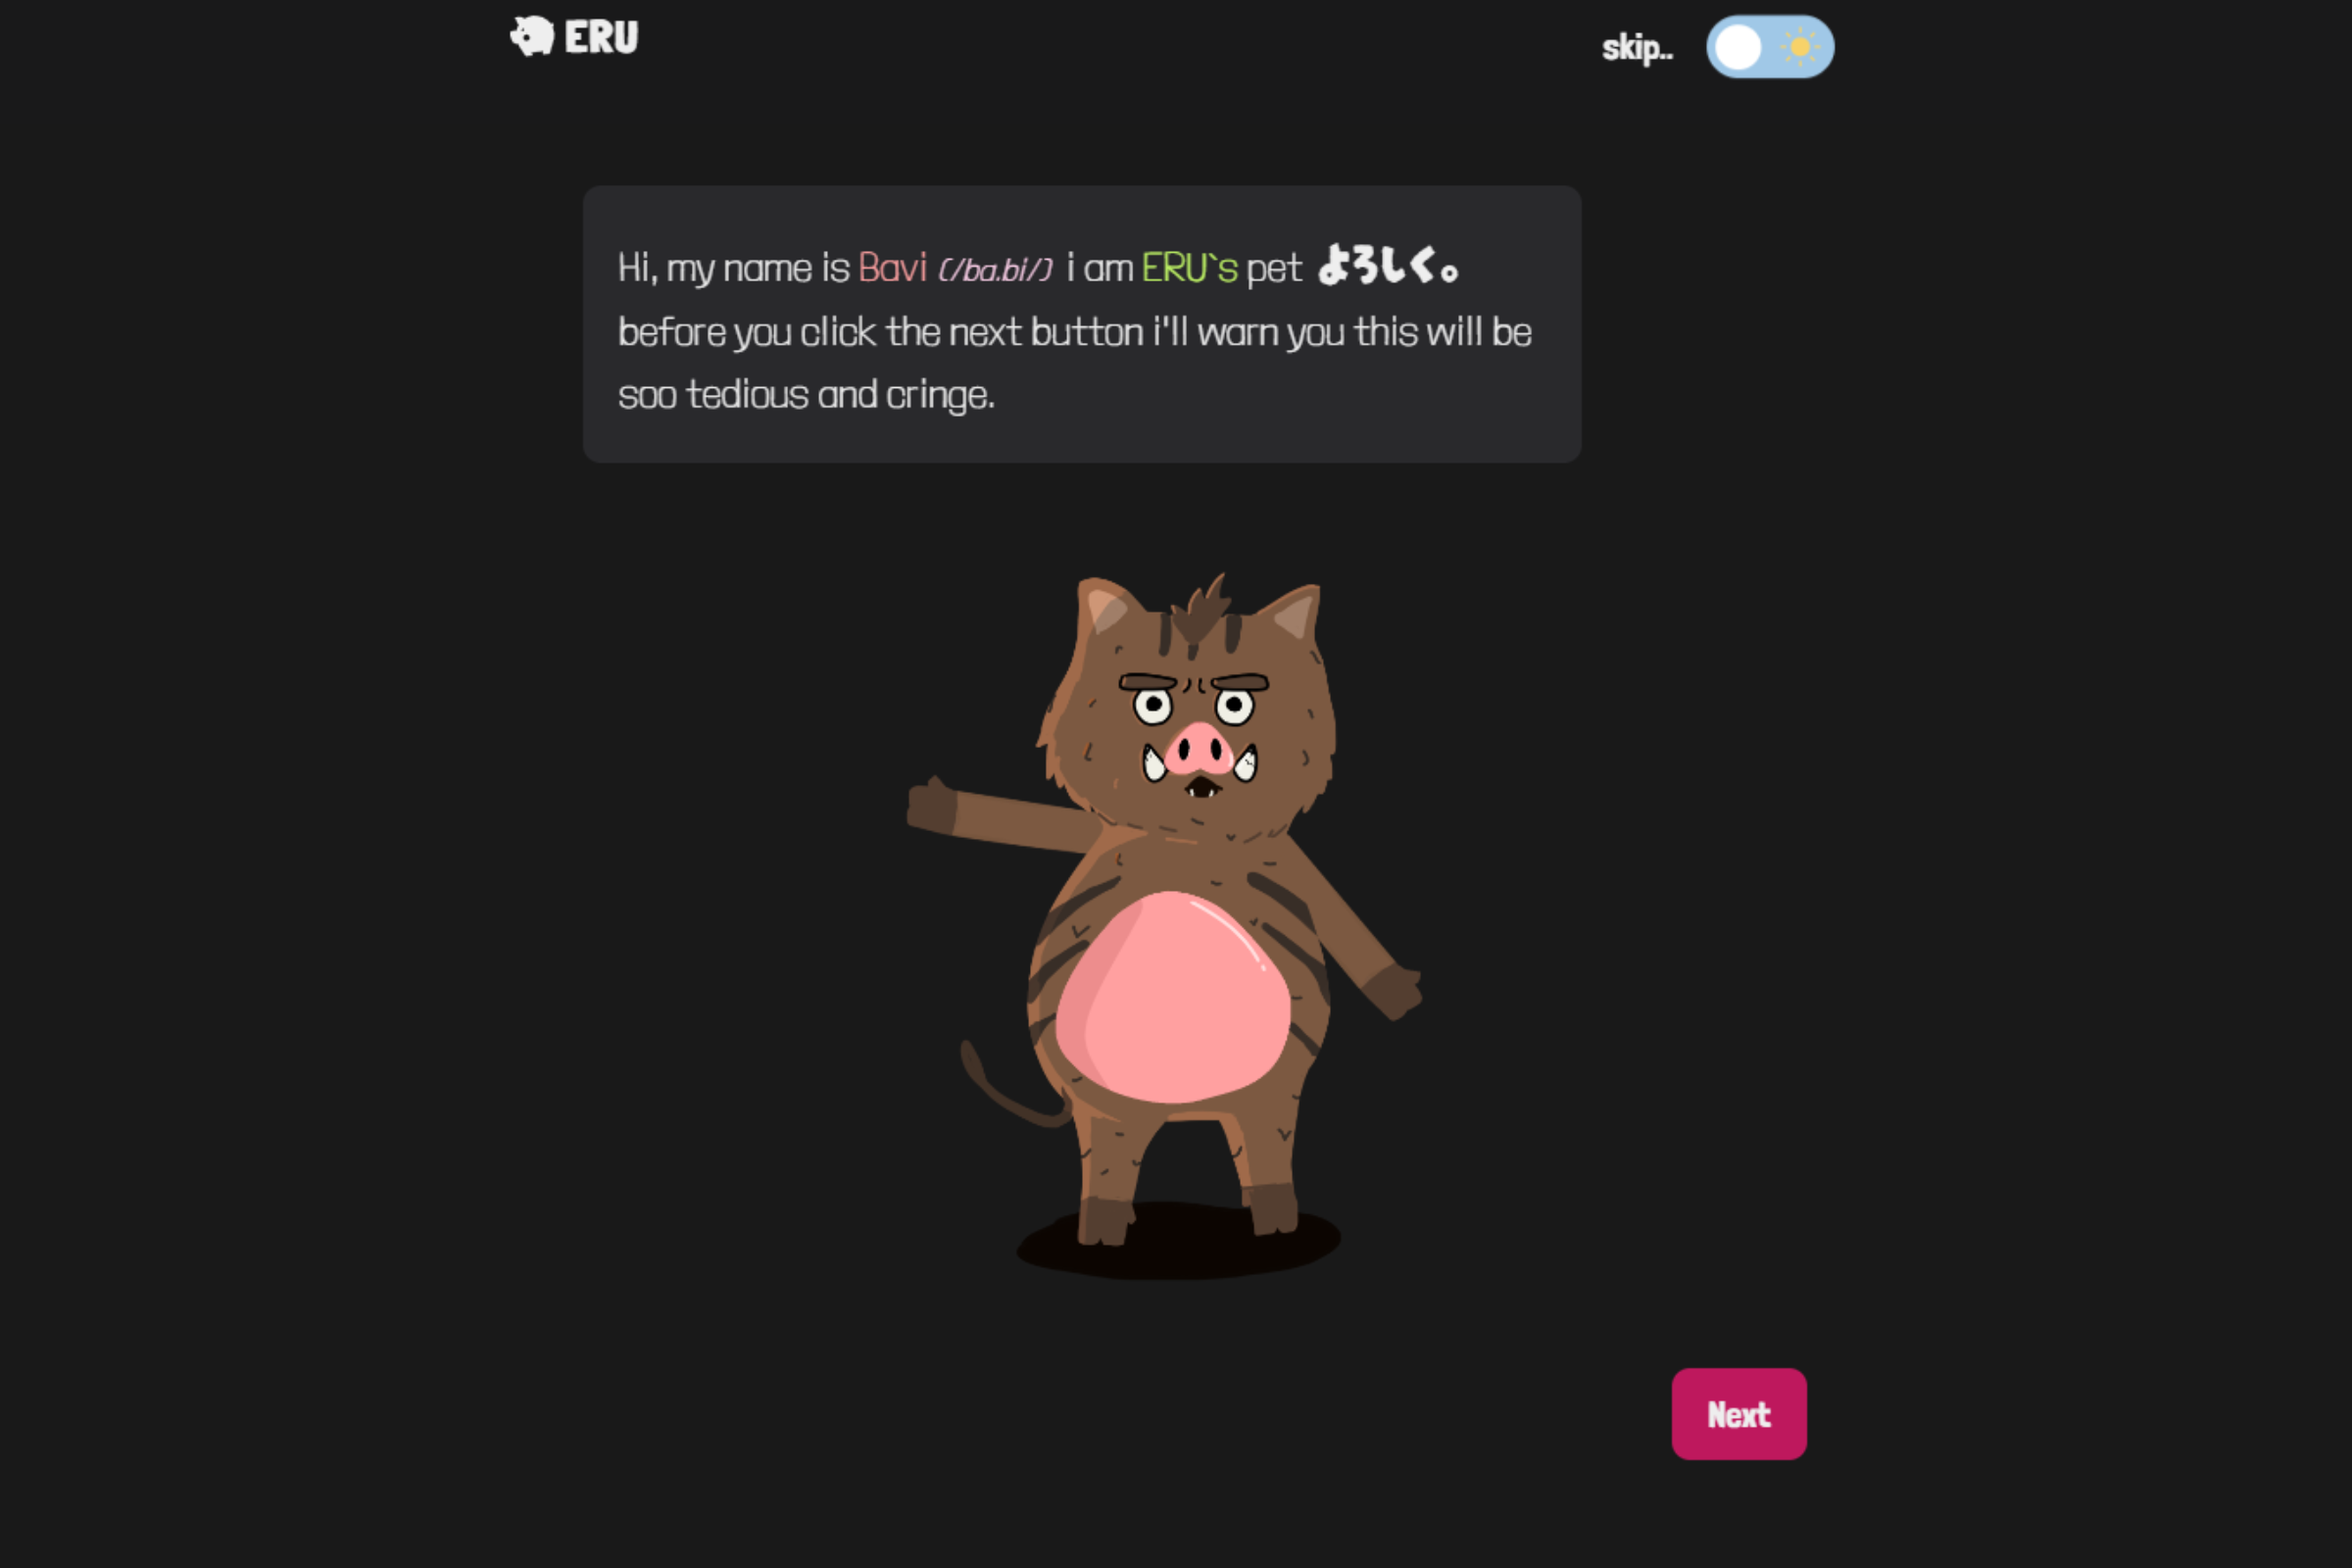 ERU
skip..
Hi, my name is Bavi (/ba.bi/) i am ERU`s pet よろしく。
before you click the next button i'll warn you this will be
soo tedious and cringe.
Next